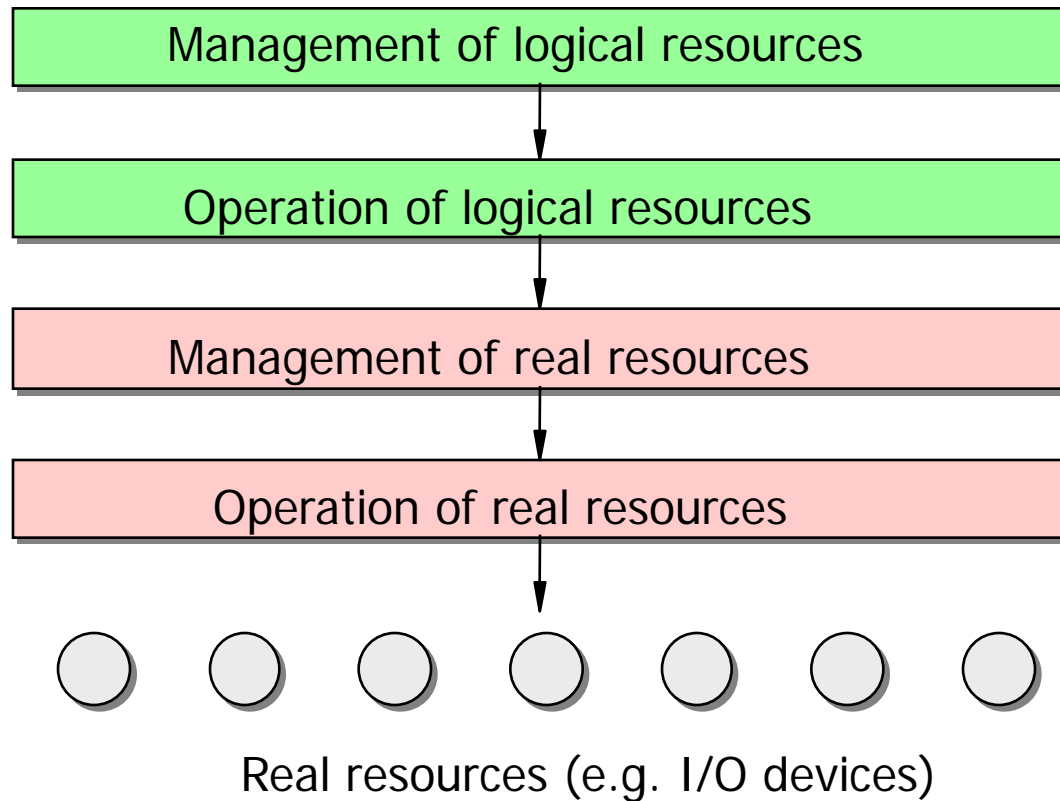 Management of logical resources
Operation of logical resources
Management of real resources
Operation of real resources
Real resources (e.g. I/O devices)